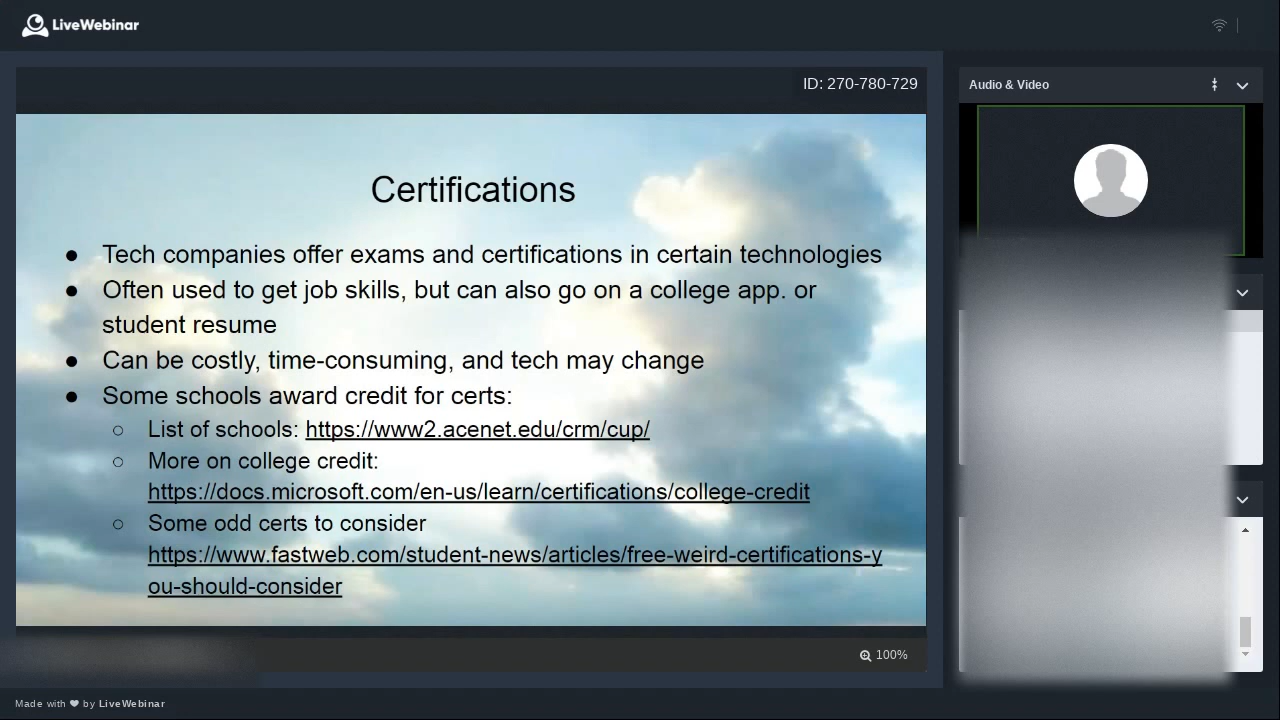 LiveWebinar
ID: 270-780-729
Audio & Video
Certifications
● Tech companies offer exams and certifications in certain technologies
● Often used to get job skills, but can also go on a college app. or
student resume
● Can be costly, time-consuming, and tech may change
● Some schools award credit for certs:
○ List of schools: https://www2.acenet.edu/crm/cup/
○ More on college credit:
https://docs.microsoft.com/en-us/learn/certifications/college-credit
○ Some odd certs to consider
https://www.fastweb.com/student-news/articles/free-weird-certifications-y
ou-should-consider
100%
Made with ❤ by LiveWebinar